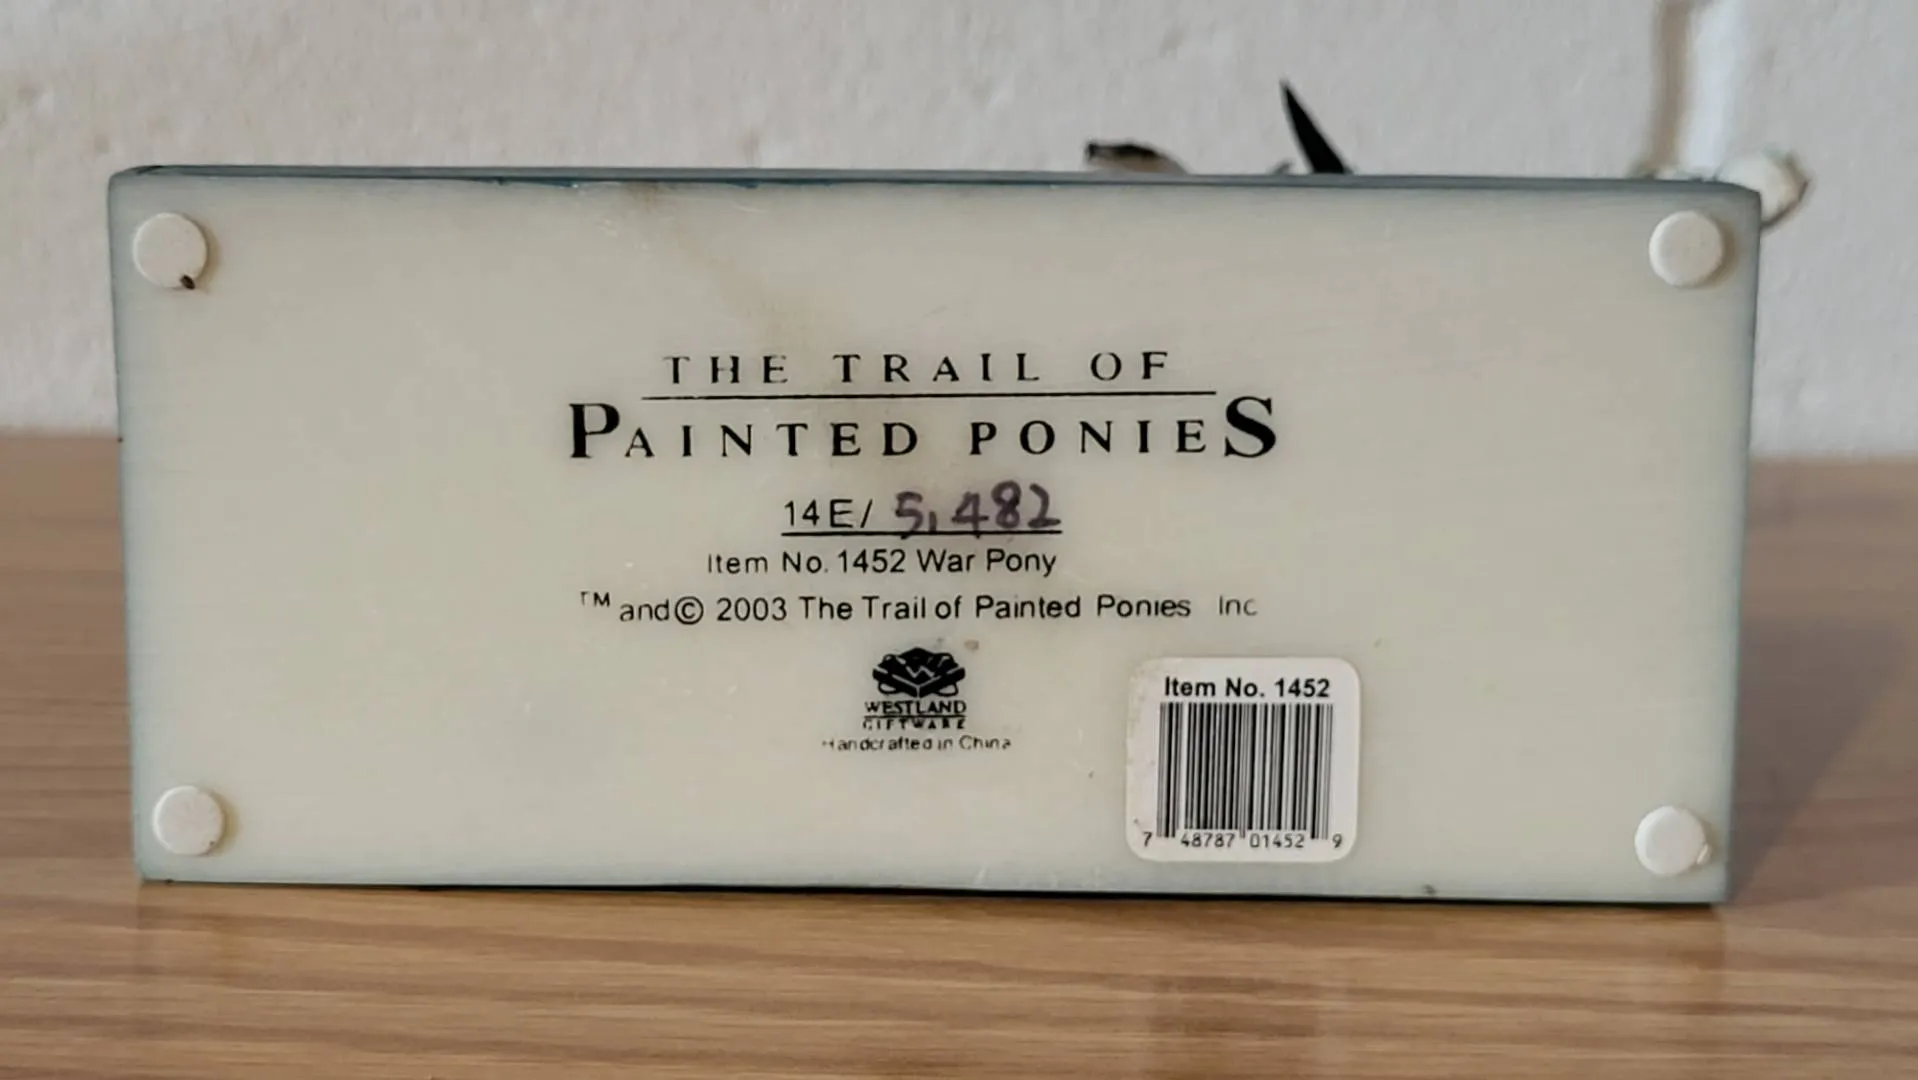 THE TRAIL OF
PAINTED PONIES
14E/ 5,482
Item No. 1452 War Pony
™ and © 2003 The Trail of Painted Ponies Inc
WESTLAND
GIFTWARE
Handcrafted in China
Item No. 1452
7 48787 01452 9